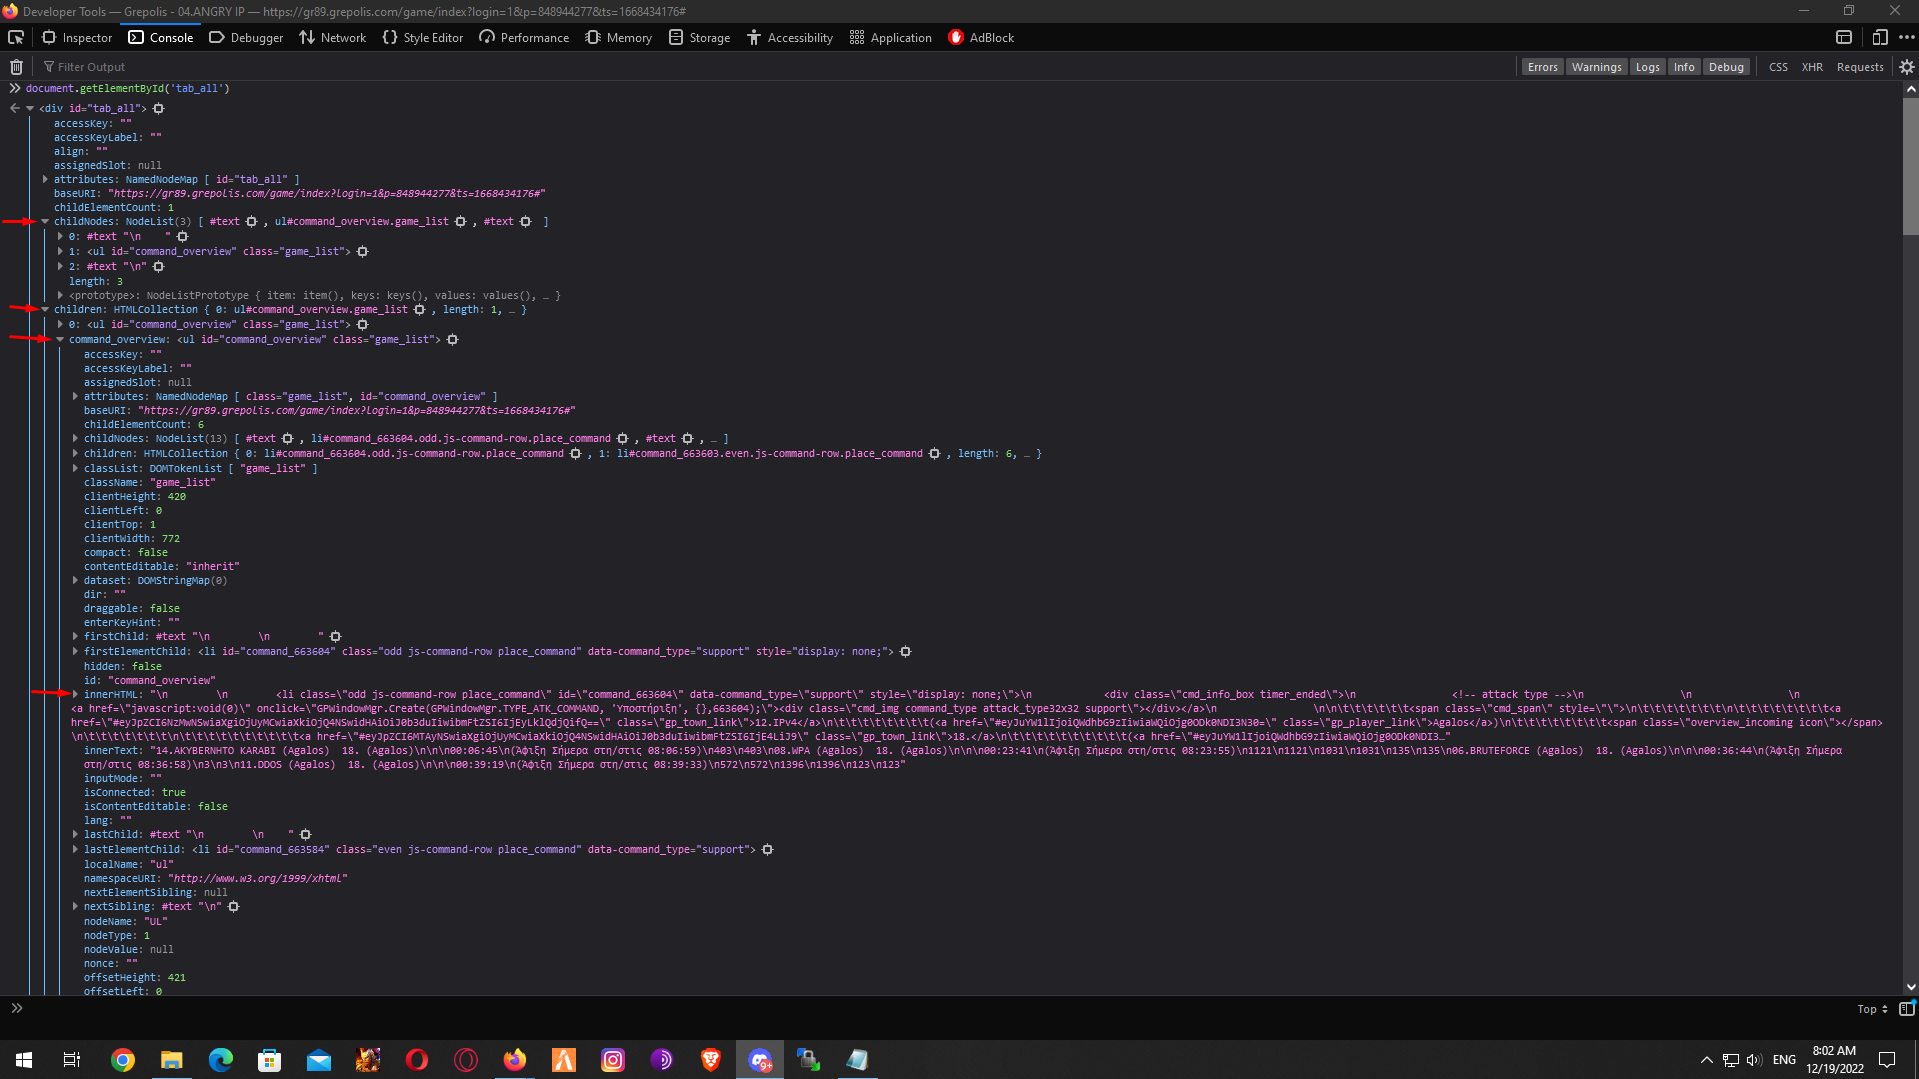 Developer Tools — Grepolis - 04.ANGRY IP — https://gr89.grepolis.com/game/index?login=1&p=848944277&ts=1668434176#
Inspector Console Debugger Network Style Editor Performance Memory Storage Accessibility Application AdBlock
Filter Output Errors Warnings Logs Info Debug CSS XHR Requests
document.getElementById('tab_all')
<div id="tab_all">
accessKey: ""
accessKeyLabel: ""
align: ""
assignedSlot: null
attributes: NamedNodeMap [ id="tab_all" ]
baseURI: "https://gr89.grepolis.com/game/index?login=1&p=848944277&ts=1668434176#"
childElementCount: 1
childNodes: NodeList(3) [ #text , ul#command_overview.game_list , #text ]
0: #text "\n    "
1: <ul id="command_overview" class="game_list">
2: #text "\n"
length: 3
<prototype>: NodeListPrototype { item: item(), keys: keys(), values: values(), … }
children: HTMLCollection { 0: ul#command_overview.game_list , length: 1, … }
0: <ul id="command_overview" class="game_list">
command_overview: <ul id="command_overview" class="game_list">
accessKey: ""
accessKeyLabel: ""
assignedSlot: null
attributes: NamedNodeMap [ class="game_list", id="command_overview" ]
baseURI: "https://gr89.grepolis.com/game/index?login=1&p=848944277&ts=1668434176#"
childElementCount: 6
childNodes: NodeList(13) [ #text , li#command_663604.odd.js-command-row.place_command , #text , … ]
children: HTMLCollection { 0: li#command_663604.odd.js-command-row.place_command , 1: li#command_663603.even.js-command-row.place_command , length: 6, … }
classList: DOMTokenList [ "game_list" ]
className: "game_list"
clientHeight: 420
clientLeft: 0
clientTop: 1
clientWidth: 772
compact: false
contentEditable: "inherit"
dataset: DOMStringMap(0)
dir: ""
draggable: false
enterKeyHint: ""
firstChild: #text "\n        \n        "
firstElementChild: <li id="command_663604" class="odd js-command-row place_command" data-command_type="support" style="display: none;">
hidden: false
id: "command_overview"
innerHTML: "\n        \n        <li class=\"odd js-command-row place_command\" id=\"command_663604\" data-command_type=\"support\" style=\"display: none;\">\n            <div class=\"cmd_info_box timer_ended\">\n                <!-- attack type -->\n                \n                \n
<a href=\"javascript:void(0)\" onclick=\"GPWindowMgr.Create(GPWindowMgr.TYPE_ATK_COMMAND, 'Υποστήριξη', {},663604);\"><div class=\"cmd_img command_type attack_type32x32 support\"></div></a>\n                \n\n\t\t\t\t\t\t<span class=\"cmd_span\" style=\"\">\n\t\t\t\t\t\t\t\n\t\t\t\t\t\t\t\t<a
class=\"gp_town_link\">12.IPv4</a>\n\t\t\t\t\t\t\t\t(<a class=\"gp_player_link\">Agalos</a>)\n\t\t\t\t\t\t\t\t<span class=\"overview_incoming icon\"></span>
class=\"gp_town_link\">18.</a>\n\t\t\t\t\t\t\t\t(<a
innerText: "14.AKYBERNHTO KARABI (Agalos)  18. (Agalos)\n\n\n00:06:45\n(Άφιξη Σήμερα στη/στις 08:06:59)\n403\n403\n08.WPA (Agalos)  18. (Agalos)\n\n\n00:23:41\n(Άφιξη Σήμερα στη/στις 08:23:55)\n1121\n1121\n1031\n1031\n135\n135\n06.BRUTEFORCE (Agalos)  18. (Agalos)\n\n\n00:36:44\n(Άφιξη Σήμερα
στη/στις 08:36:58)\n3\n3\n11.DDOS (Agalos)  18. (Agalos)\n\n\n00:39:19\n(Άφιξη Σήμερα στη/στις 08:39:33)\n572\n572\n1396\n1396\n123\n123"
inputMode: ""
isConnected: true
isContentEditable: false
lang: ""
lastChild: #text "\n        \n    "
lastElementChild: <li id="command_663584" class="even js-command-row place_command" data-command_type="support">
localName: "ul"
namespaceURI: "http://www.w3.org/1999/xhtml"
nextElementSibling: null
nextSibling: #text "\n"
nodeName: "UL"
nodeType: 1
nodeValue: null
nonce: ""
offsetHeight: 421
offsetLeft: 0
Top
9+
ENG
8:02 AM
12/19/2022